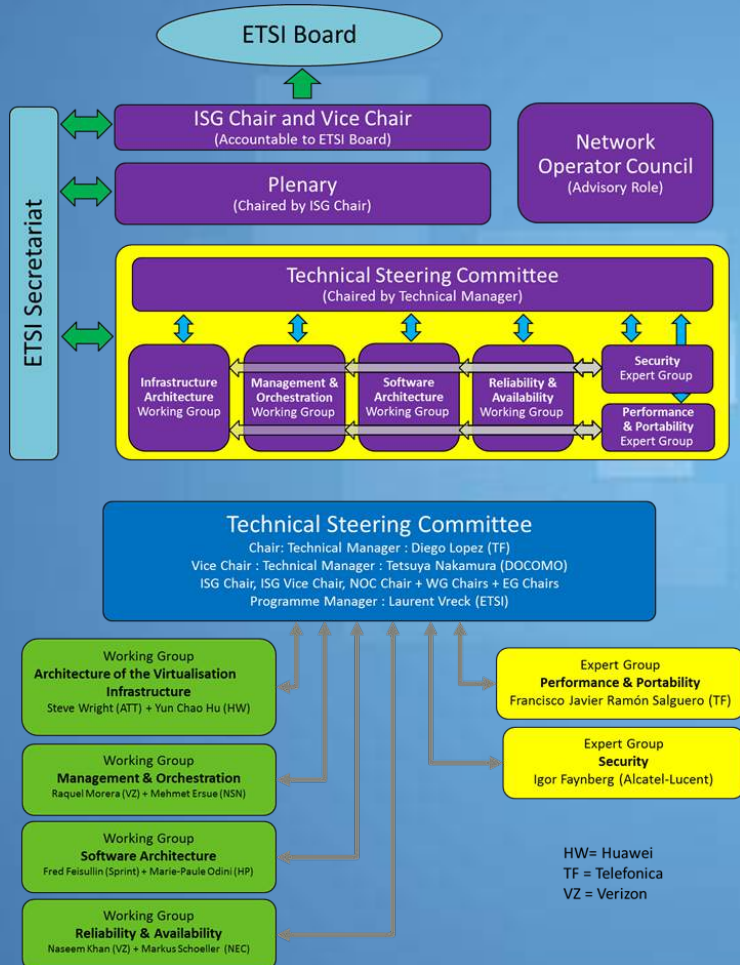 ETSI Board
ISG Chair and Vice Chair
(Accountable to ETSI Board)
Network
Operator Council
(Advisory Role)
Plenary
(Chaired by ISG Chair)
ETSI Secretariat
Technical Steering Committee
(Chaired by Technical Manager)
Infrastructure
Architecture
Working Group
Management &
Orchestration
Working Group
Software
Architecture
Working Group
Reliability &
Availability
Working Group
Security
Expert Group
Performance
& Portability
Expert Group
Technical Steering Committee
Chair: Technical Manager : Diego Lopez (TF)
Vice Chair : Technical Manager : Tetsuya Nakamura (DOCOMO)
ISG Chair, ISG Vice Chair, NOC Chair + WG Chairs + EG Chairs
Programme Manager : Laurent Vreck (ETSI)
Working Group
Architecture of the Virtualisation
Infrastructure
Steve Wright (ATT) + Yun Chao Hu (HW)
Working Group
Management & Orchestration
Raquel Morera (VZ) + Mehmet Ersue (NSN)
Working Group
Software Architecture
Fred Feisullin (Sprint) + Marie-Paule Odini (HP)
Working Group
Reliability & Availability
Naseem Khan (VZ) + Markus Schoeller (NEC)
Expert Group
Performance & Portability
Francisco Javier Ramón Salguero (TF)
Expert Group
Security
Igor Faynberg (Alcatel-Lucent)
HW= Huawei
TF = Telefonica
VZ = Verizon